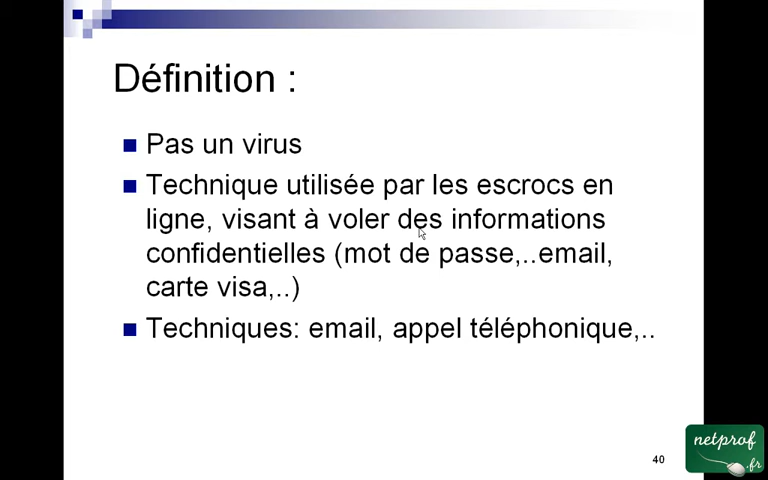 Définition :
Pas un virus
Technique utilisée par les escrocs en
ligne, visant à voler des informations
confidentielles (mot de passe,..email,
carte visa,..)
Techniques: email, appel téléphonique,..
40
netprof
.fr